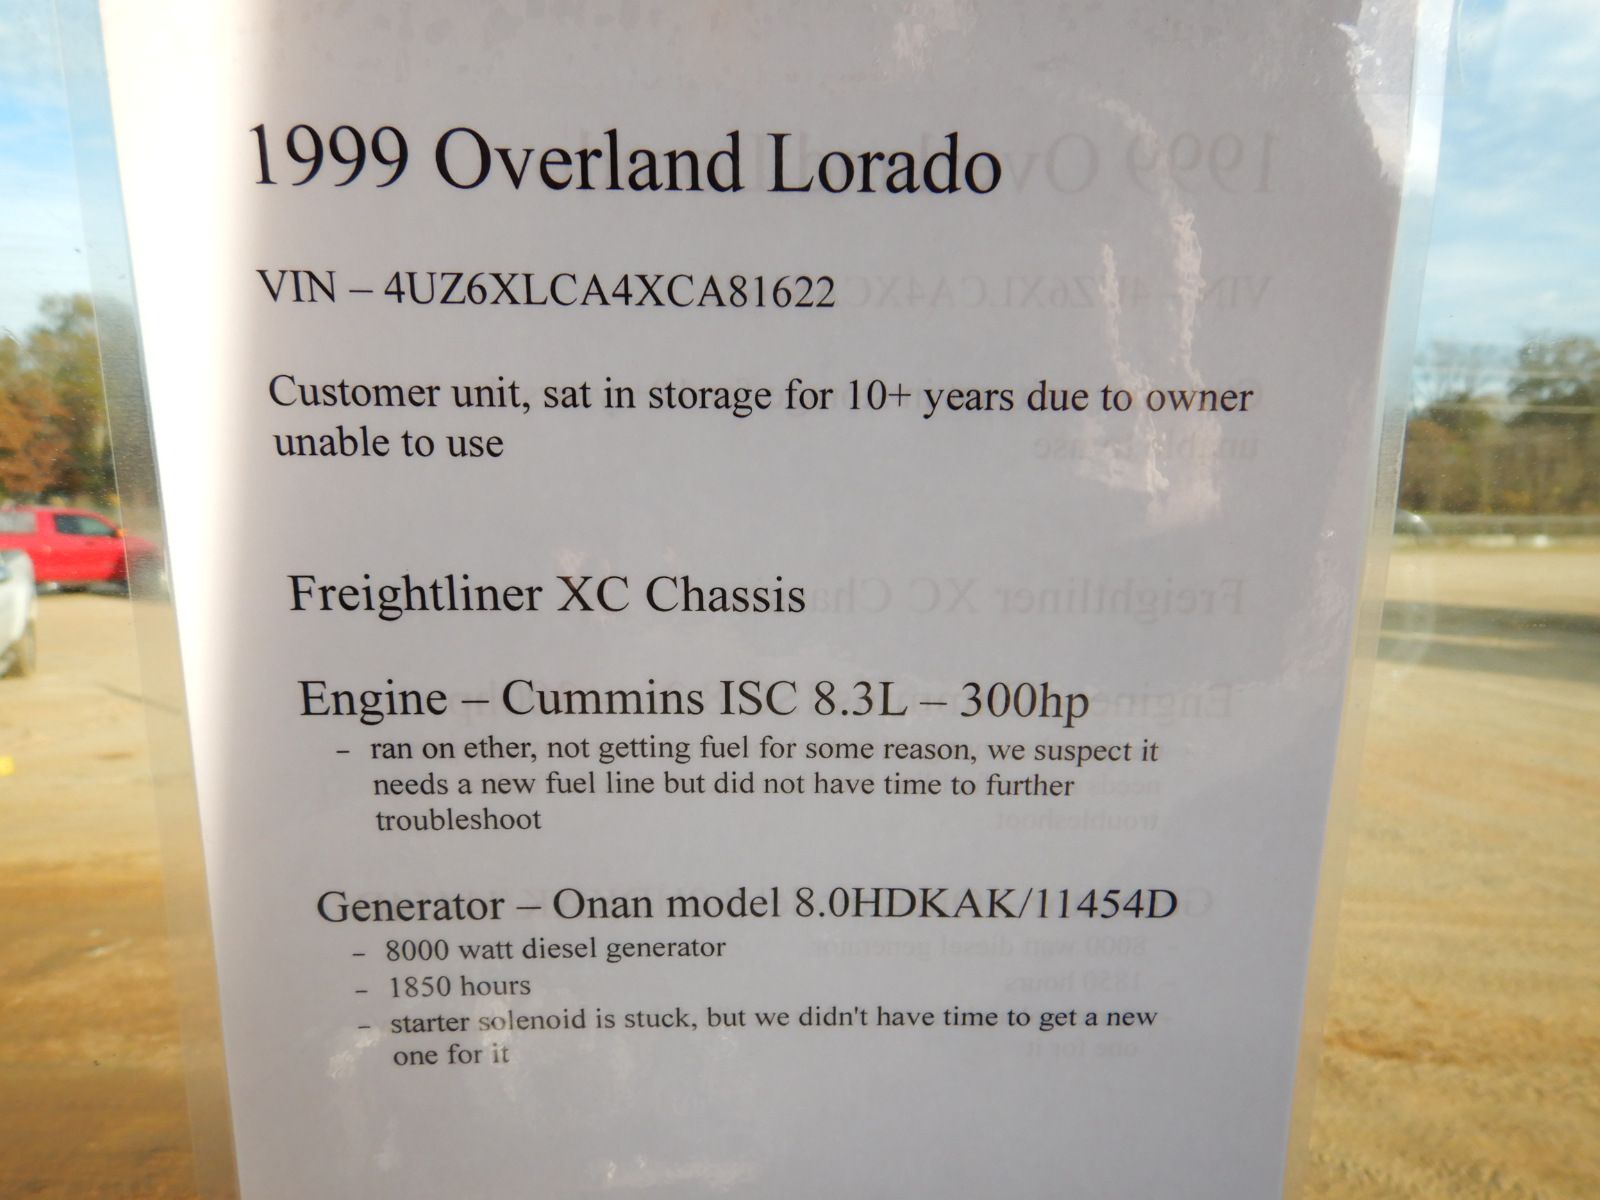 1999 Overland Lorado
VIN – 4UZ6XLCA4XCA81622
Customer unit, sat in storage for 10+ years due to owner
unable to use
Freightliner XC Chassis
Engine – Cummins ISC 8.3L – 300hp
– ran on ether, not getting fuel for some reason, we suspect it
needs a new fuel line but did not have time to further
troubleshoot
Generator – Onan model 8.0HDKAK/11454D
– 8000 watt diesel generator
– 1850 hours
– starter solenoid is stuck, but we didn't have time to get a new
one for it